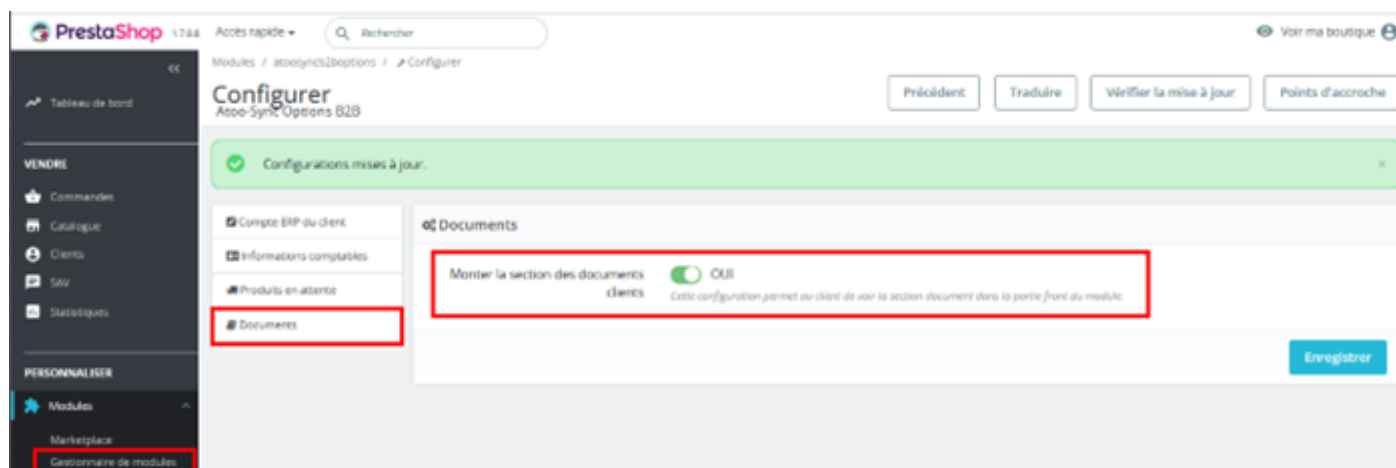 PrestaShop 1.7.8.8 Accès rapide Rechercher Voir ma boutique
Modules / atoosyncb2boptions / Configurer
Configurer
Atoo-Sync Options B2B
Précédent Traduire Vérifier la mise à jour Points d'accroche
«
Tableau de bord
VENDRE
Commandes
Catalogue
Clients
SAV
Statistiques
PERSONNALISER
Modules
Marketplace
Gestionnaire de modules
Configurations mises à jour. ×
Compte ERP du client
Informations comptables
Produits en attente
Documents
Documents
Monter la section des documents
clients
OUI
Cette configuration permet au client de voir la section document dans la partie front du module.
Enregistrer